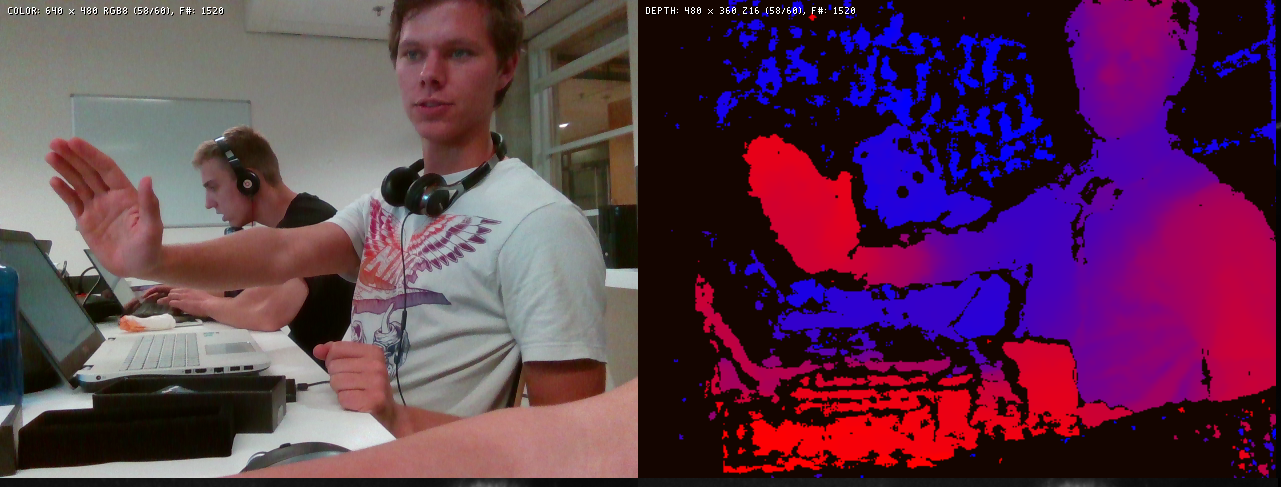 COLOR: 640 x 480 RGB8 (58/60), F#: 1520
DEPTH: 480 x 360 Z16 (58/60), F#: 1520